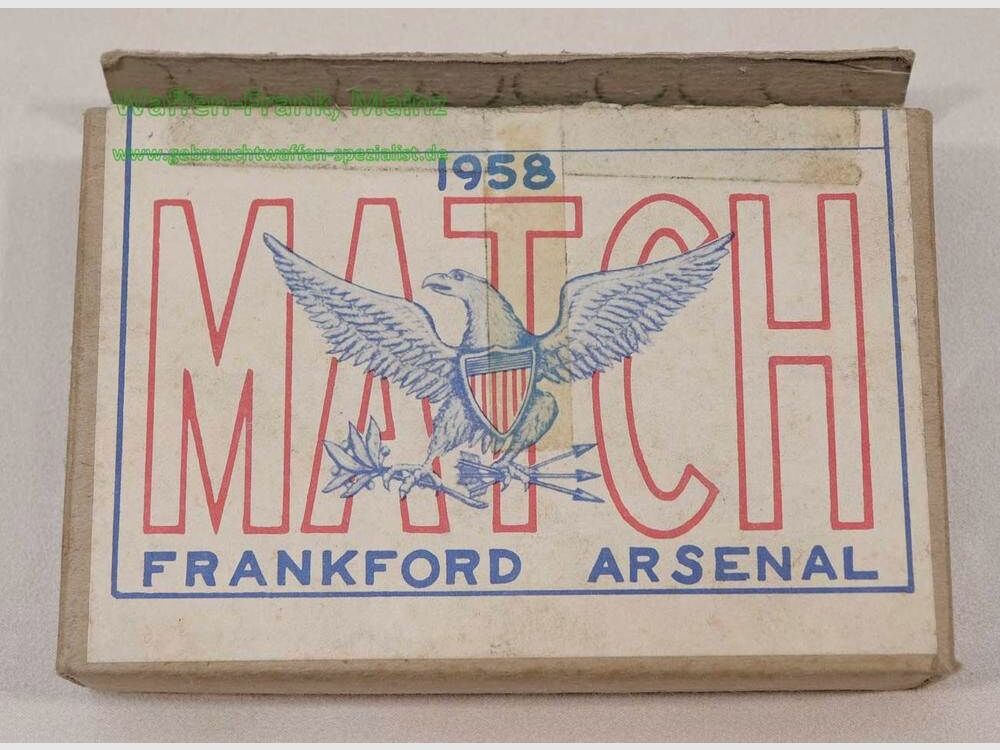 Waffen-Frank, Mainz
www.gebrauchtwaffen-spezialist.de
1958
MATCH
FRANKFORD ARSENAL